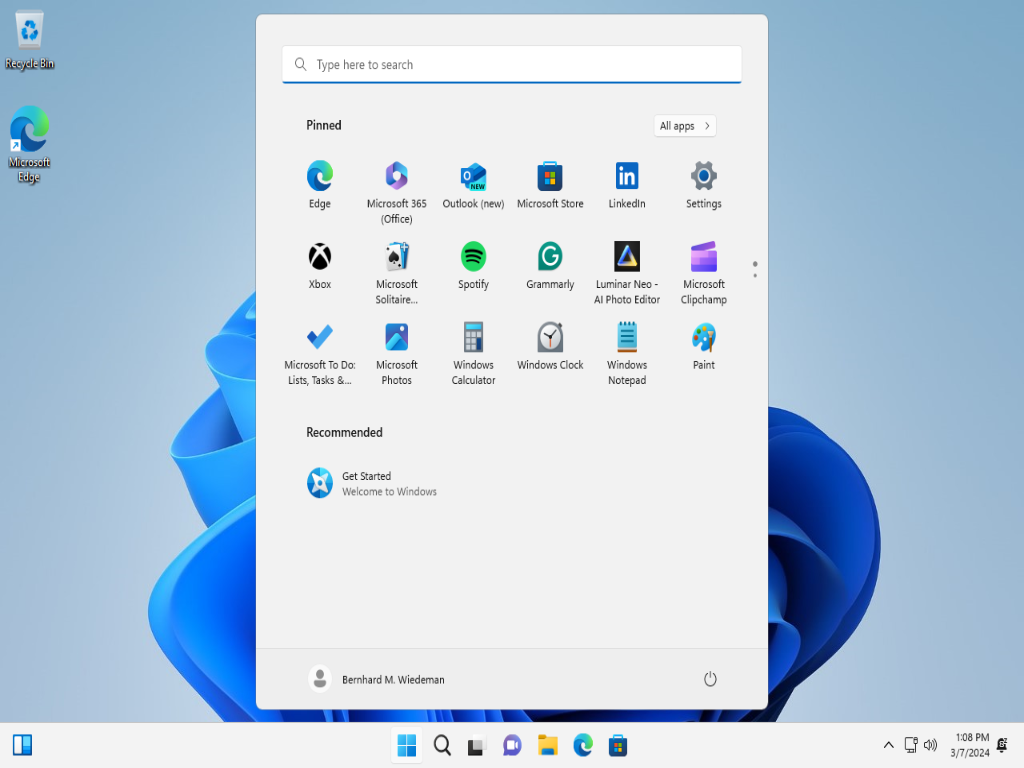 Recycle Bin
Microsoft
Edge
Type here to search
Pinned
All apps
Edge
Microsoft 365
(Office)
Outlook (new)
Microsoft Store
LinkedIn
Settings
Xbox
Microsoft
Solitaire...
Spotify
Grammarly
Luminar Neo -
AI Photo Editor
Microsoft
Clipchamp
Microsoft To Do:
Lists, Tasks &...
Microsoft
Photos
Windows
Calculator
Windows Clock
Windows
Notepad
Paint
Recommended
Get Started
Welcome to Windows
Bernhard M. Wiedeman
1:08 PM
3/7/2024